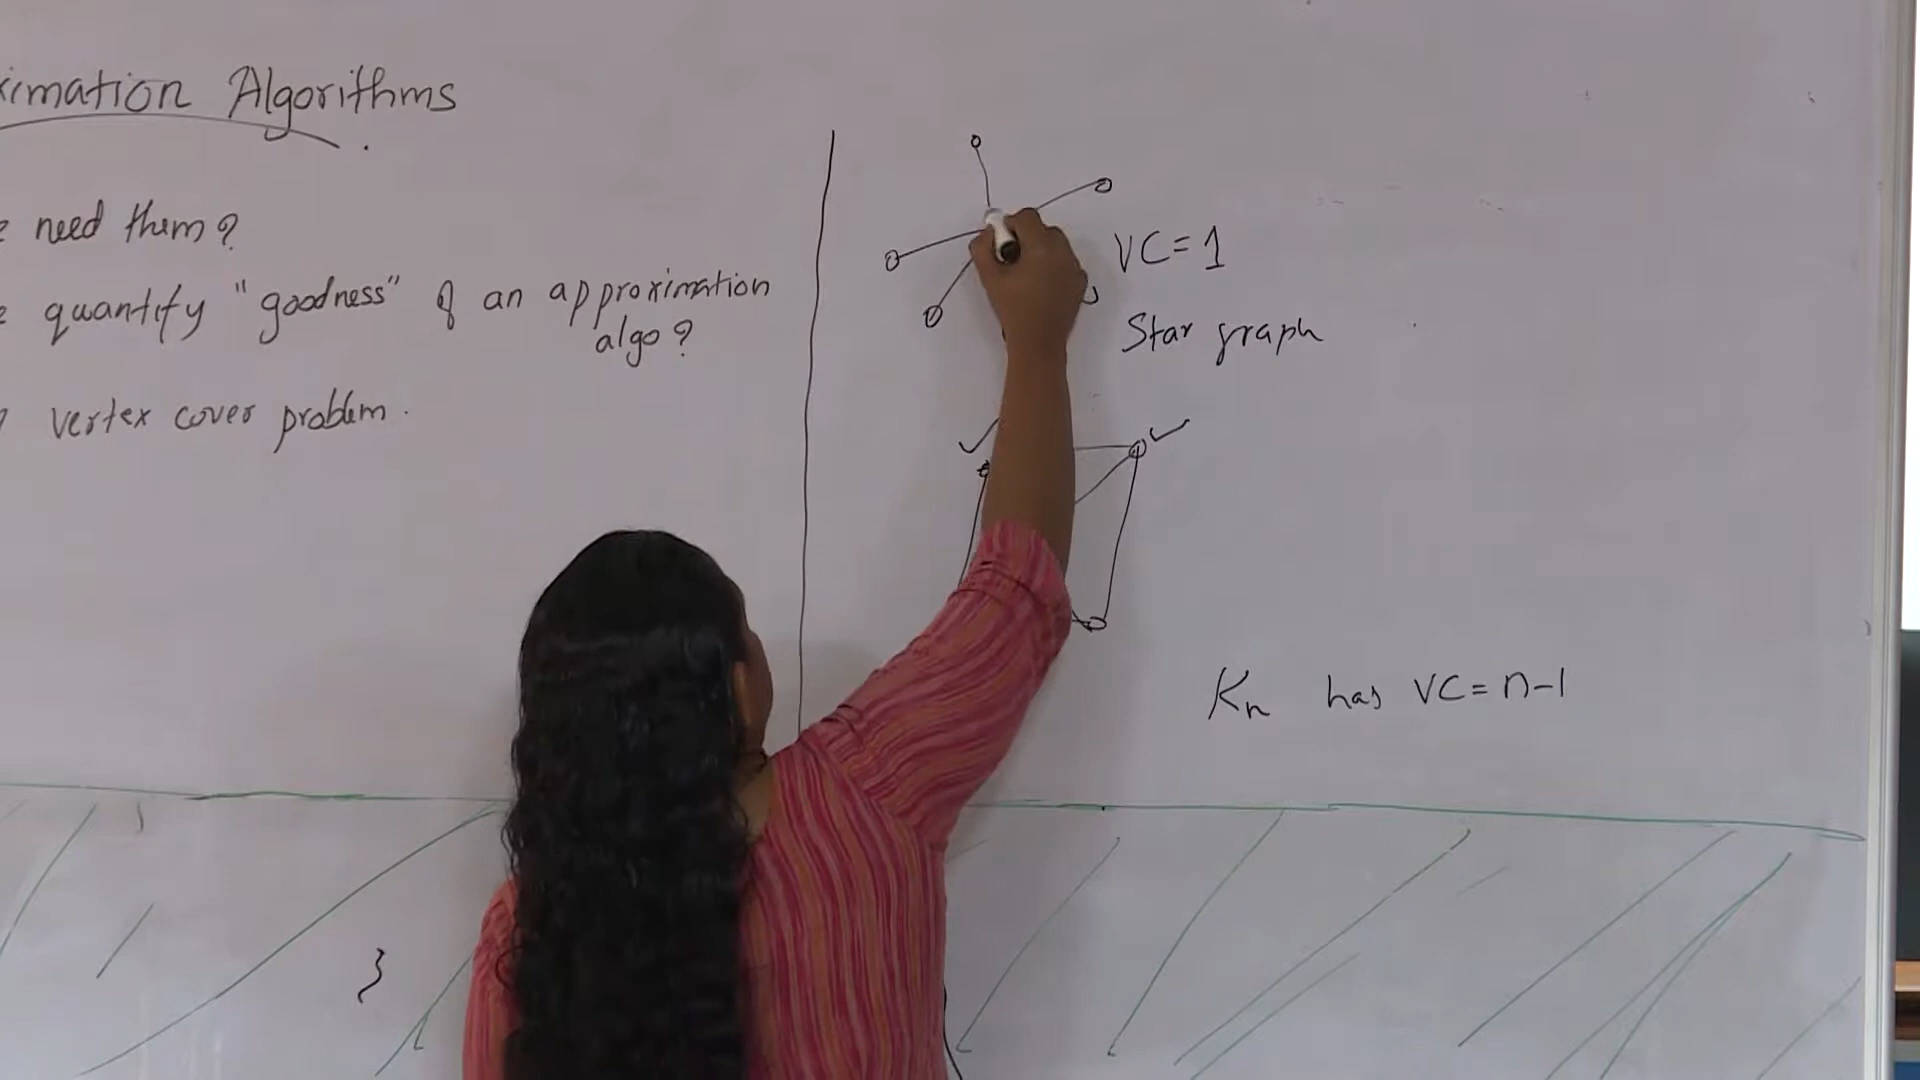 Algorithms
need them?
quantify "goodness" of an approximation
algo?
vertex cover problem.
VC=1
Star graph
Kn has VC=n-1